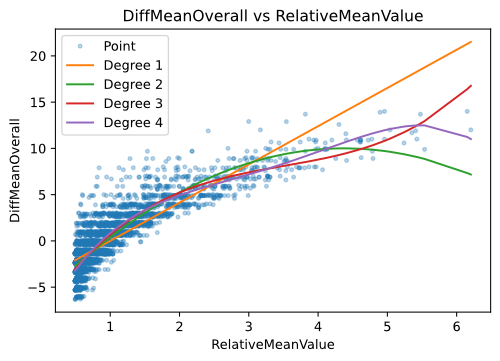 DiffMeanOverall vs RelativeMeanValue
Point
Degree 1
Degree 2
Degree 3
Degree 4
DiffMeanOverall
20
15
10
5
0
−5
1 2 3 4 5 6
RelativeMeanValue